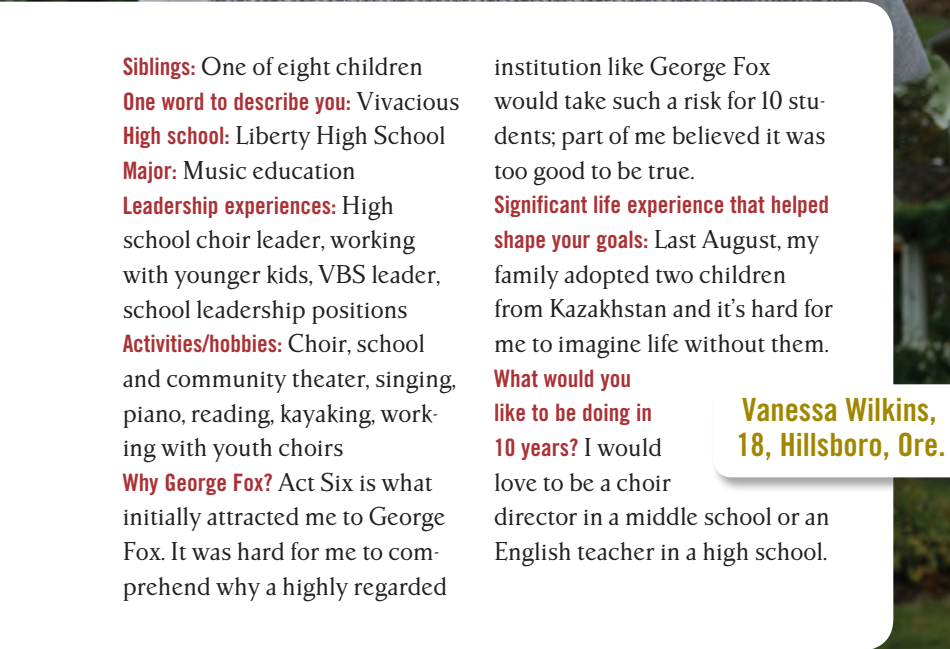 Siblings: One of eight children
One word to describe you: Vivacious
High school: Liberty High School
Major: Music education
Leadership experiences: High
school choir leader, working
with younger kids, VBS leader,
school leadership positions
Activities/hobbies: Choir, school
and community theater, singing,
piano, reading, kayaking, work-
ing with youth choirs
Why George Fox? Act Six is what
initially attracted me to George
Fox. It was hard for me to com-
prehend why a highly regarded
institution like George Fox
would take such a risk for 10 stu-
dents; part of me believed it was
too good to be true.
Significant life experience that helped
shape your goals: Last August, my
family adopted two children
from Kazakhstan and it’s hard for
me to imagine life without them.
What would you
like to be doing in
10 years? I would
love to be a choir
director in a middle school or an
English teacher in a high school.
Vanessa Wilkins,
18, Hillsboro, Ore.